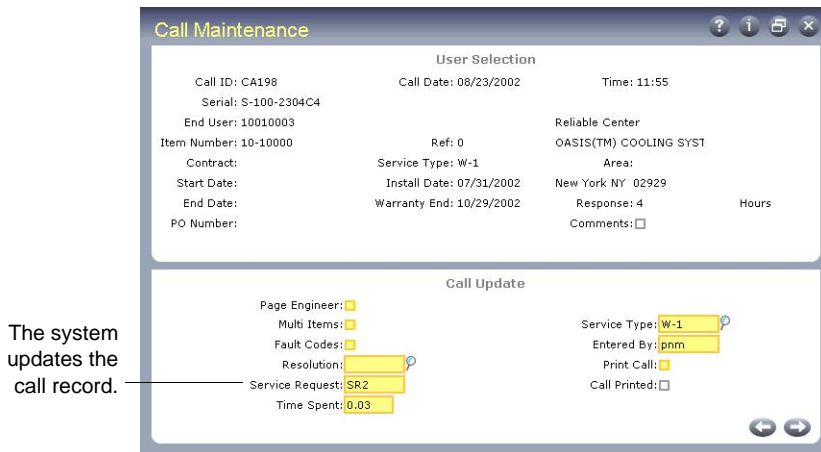 Call Maintenance
User Selection
Call ID: CA198 Call Date: 08/23/2002 Time: 11:55
Serial: S-100-2304C4
End User: 10010003 Reliable Center
Item Number: 10-10000 Ref: 0 OASIS(TM) COOLING SYST
Contract: Service Type: W-1 Area:
Start Date: Install Date: 07/31/2002 New York NY 02929
End Date: Warranty End: 10/29/2002 Response: 4 Hours
PO Number: Comments:
Call Update
Page Engineer:
Multi Items: Service Type: W-1
Fault Codes: Entered By: pnm
Resolution: Print Call:
Service Request: SR2 Call Printed:
Time Spent: 0.03
The system
updates the
call record.